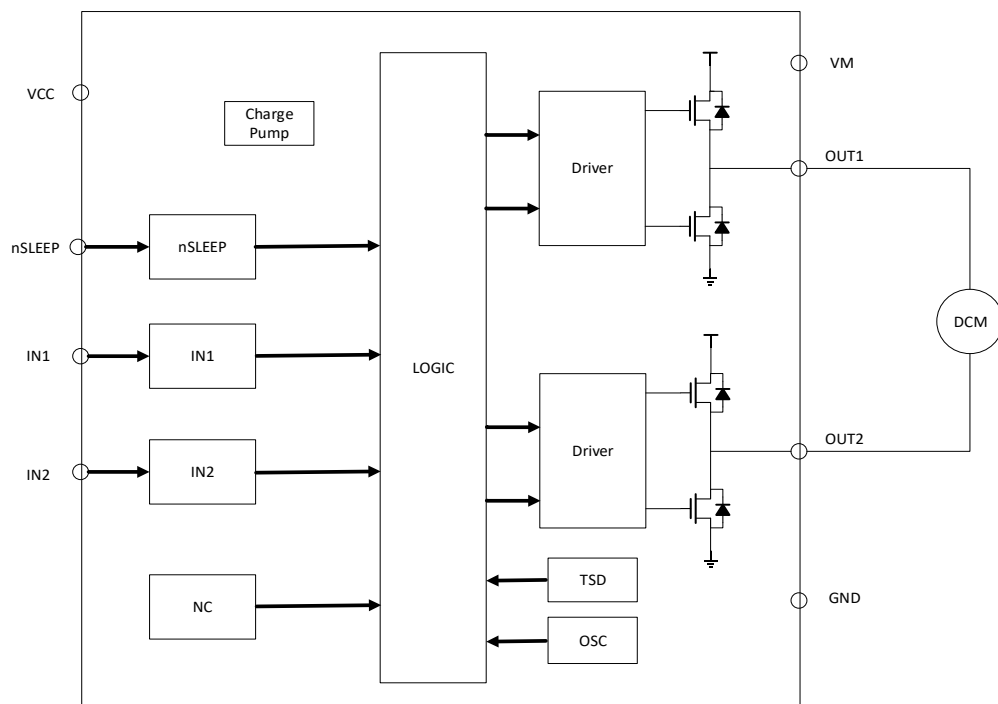 VCC
Charge
Pump
VM
Driver
OUT1
nSLEEP
nSLEEP
IN1
IN1
LOGIC
DCM
IN2
IN2
Driver
OUT2
NC
TSD
OSC
GND